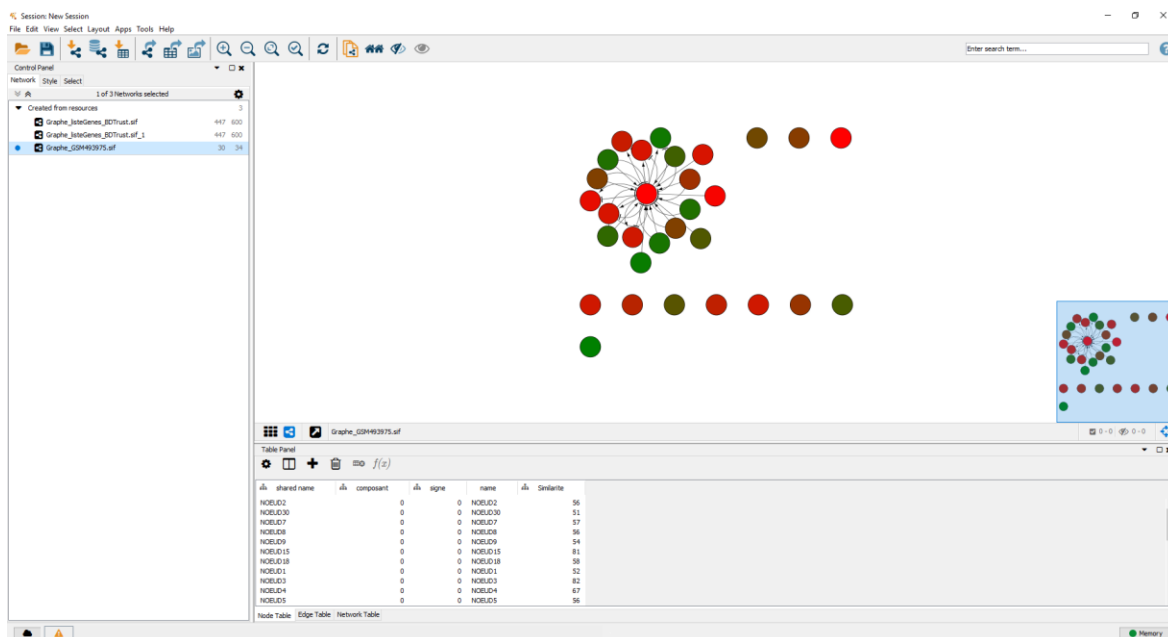 Session: New Session
File Edit View Select Layout Apps Tools Help
Enter search term...
Control Panel
Network Style Select
1 of 3 Networks selected
Created from resources 3
Graphe_listeGenes_BDTrust.sif 447 600
Graphe_listeGenes_BDTrust.sif_1 447 600
Graphe_GSM493975.sif 30 34
Graphe_GSM493975.sif 0 - 0 0 - 0
Table Panel
f(x)
shared name composant signe name Similarite
NOEUD2 0 0 NOEUD2 56
NOEUD30 0 0 NOEUD30 51
NOEUD7 0 0 NOEUD7 57
NOEUD8 0 0 NOEUD8 56
NOEUD9 0 0 NOEUD9 54
NOEUD15 0 0 NOEUD15 81
NOEUD18 0 0 NOEUD18 58
NOEUD1 0 0 NOEUD1 52
NOEUD3 0 0 NOEUD3 82
NOEUD4 0 0 NOEUD4 67
NOEUD5 0 0 NOEUD5 56
Node Table Edge Table Network Table
Memory